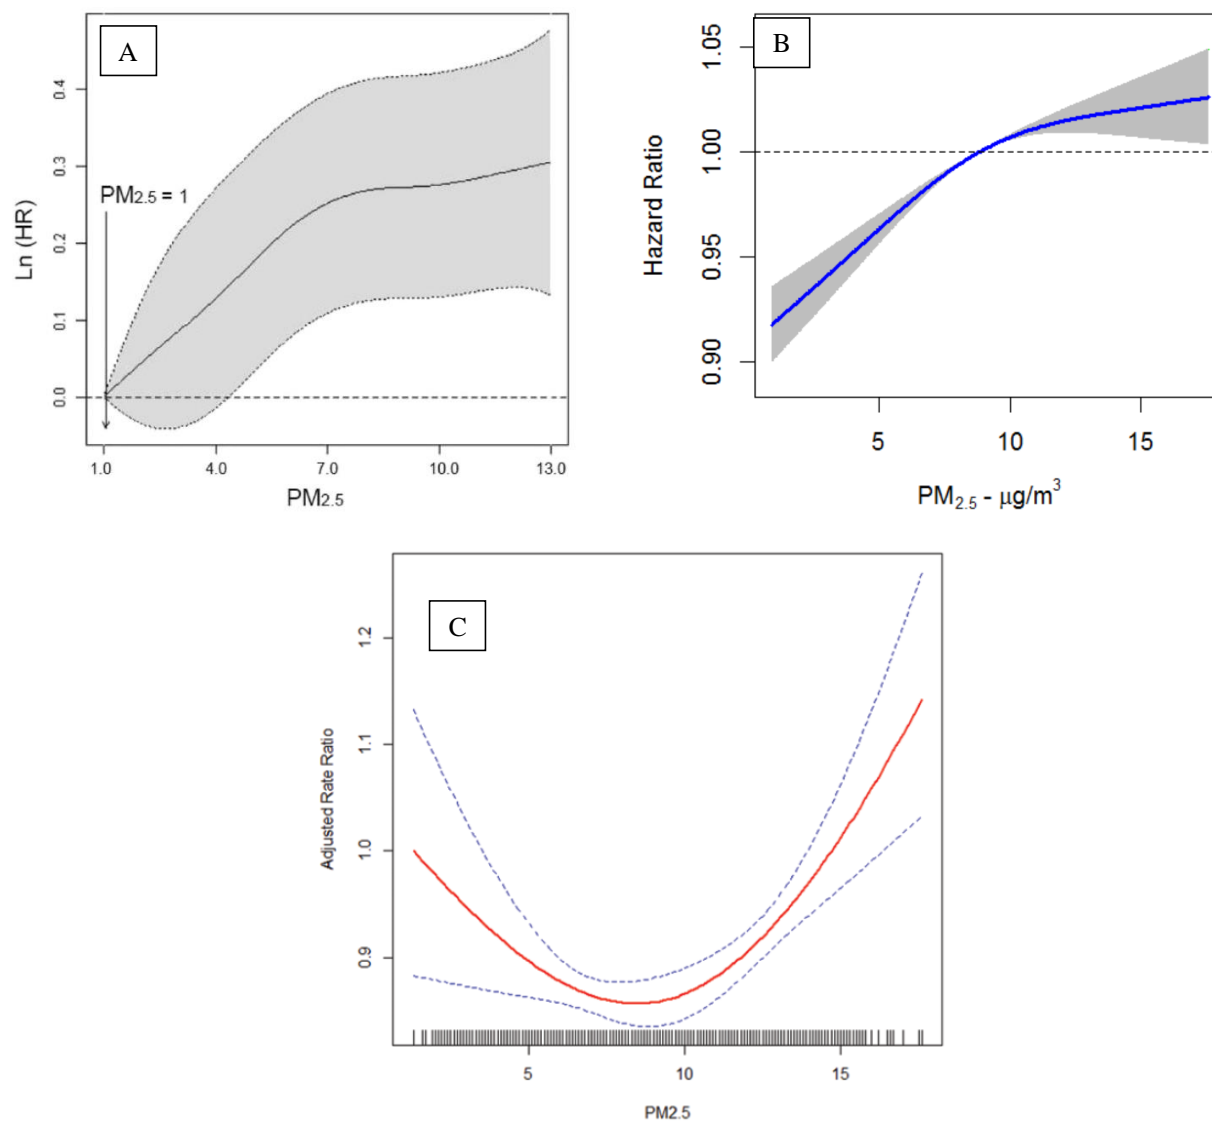 A
0.4
0.3
0.2
0.1
0.0
Ln (HR)
PM2.5 = 1
1.0 4.0 7.0 10.0 13.0
PM2.5
B
1.05
1.00
0.95
0.90
Hazard Ratio
5 10 15
PM2.5 - μg/m3
C
1.2
1.1
1.0
0.9
Adjusted Rate Ratio
5 10 15
PM2.5